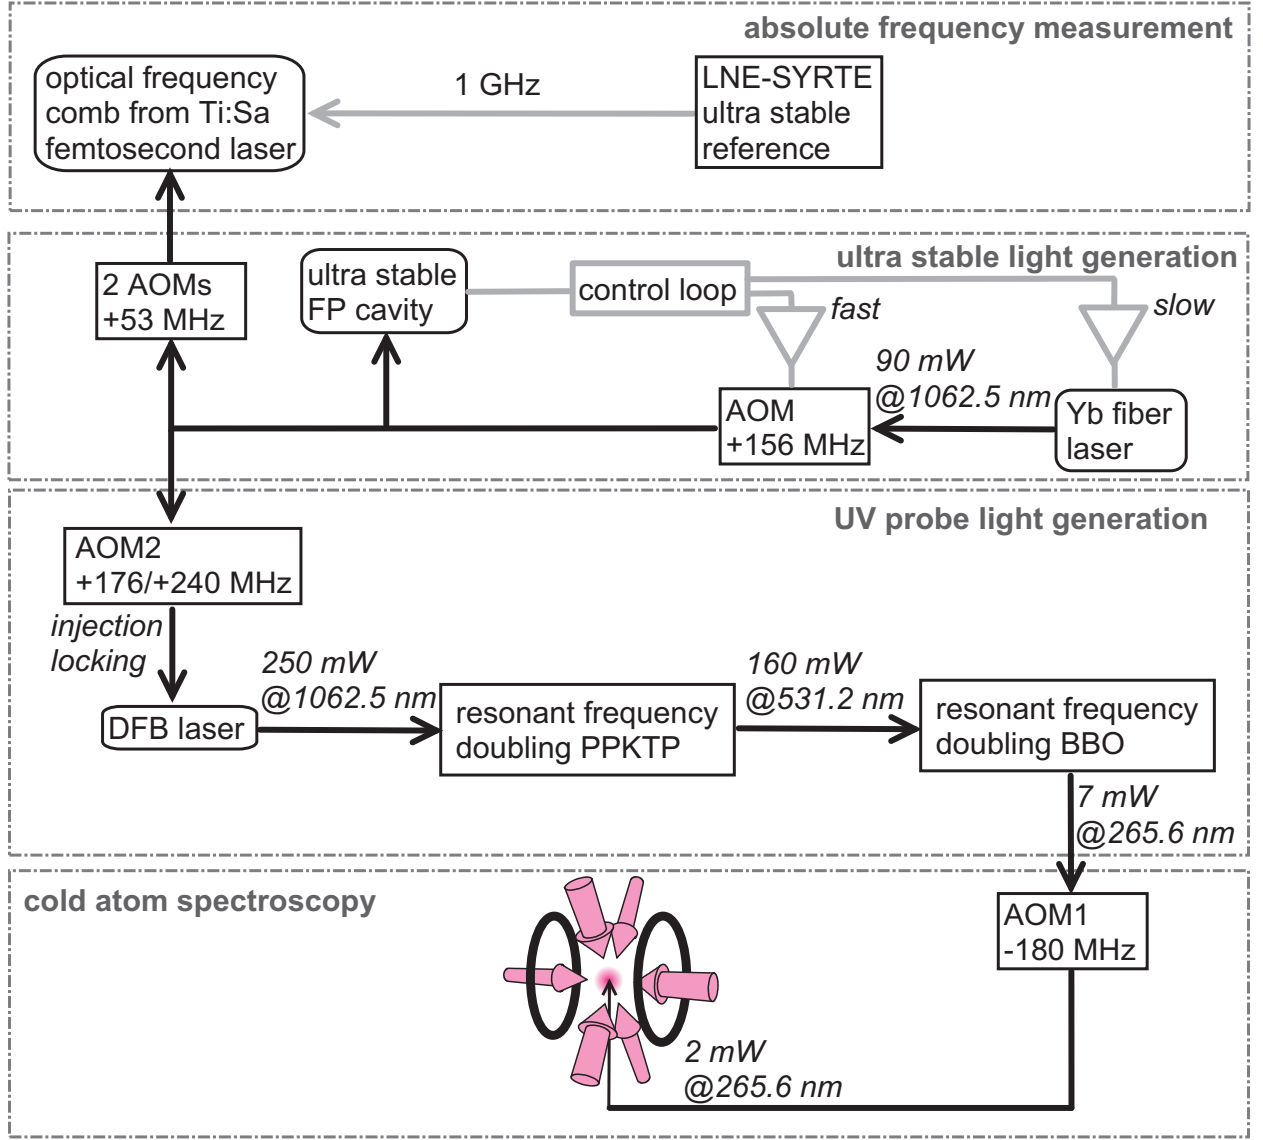 absolute frequency measurement
optical frequency
comb from Ti:Sa
femtosecond laser
1 GHz
LNE-SYRTE
ultra stable
reference
ultra stable light generation
2 AOMs
+53 MHz
ultra stable
FP cavity
control loop
fast
slow
90 mW
@1062.5 nm
AOM
+156 MHz
Yb fiber
laser
UV probe light generation
AOM2
+176/+240 MHz
injection
locking
DFB laser
250 mW
@1062.5 nm
resonant frequency
doubling PPKTP
160 mW
@531.2 nm
resonant frequency
doubling BBO
7 mW
@265.6 nm
cold atom spectroscopy
AOM1
-180 MHz
2 mW
@265.6 nm